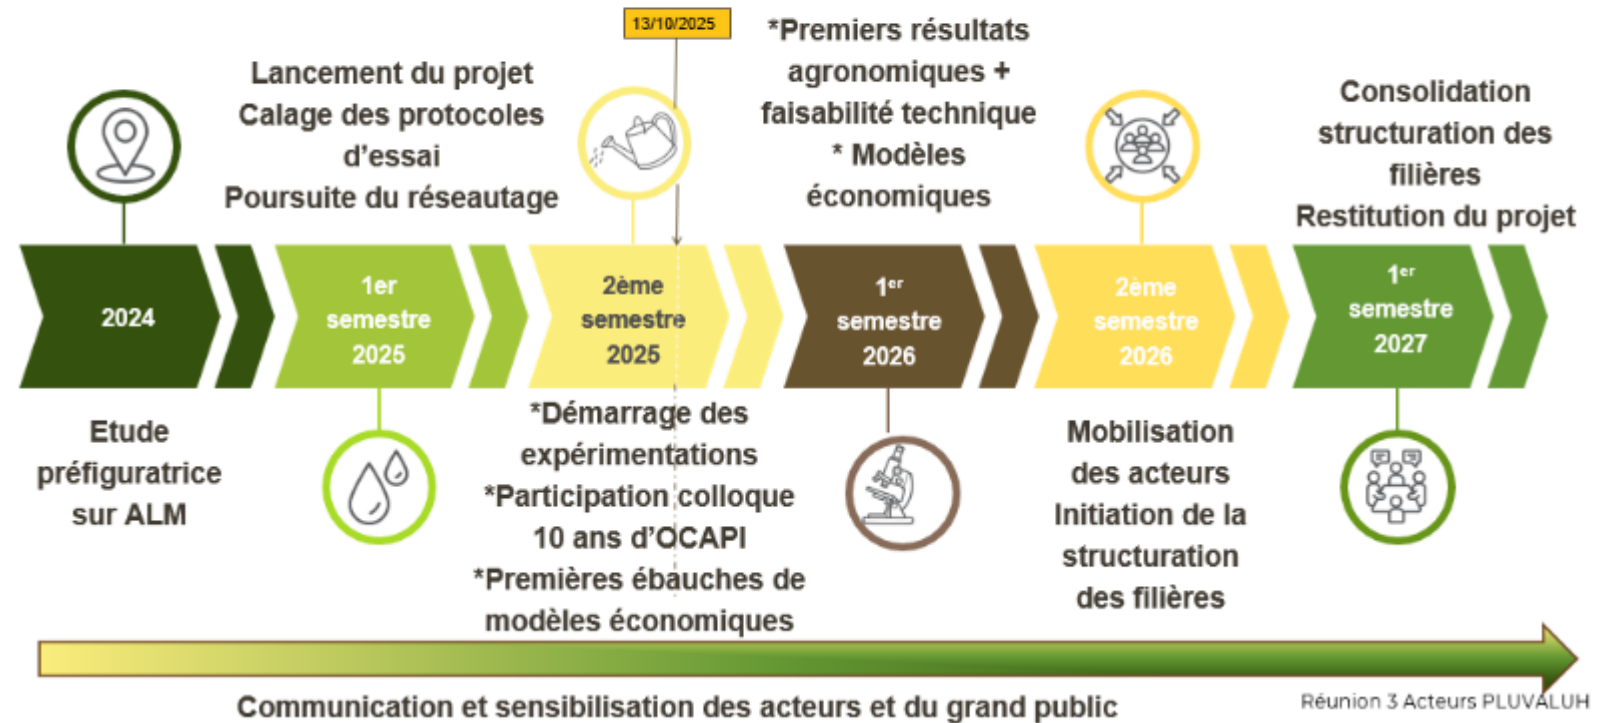 13/10/2025
Lancement du projet
Calage des protocoles
d’essai
Poursuite du réseautage
*Premiers résultats
agronomiques +
faisabilité technique
* Modèles
économiques
Consolidation
structuration des
filières
Restitution du projet
2024
1er
semestre
2025
2ème
semestre
2025
1er
semestre
2026
2ème
semestre
2026
1er
semestre
2027
Etude
préfiguratrice
sur ALM
*Démarrage des
expérimentations
*Participation colloque
10 ans d’OCAPI
*Premières ébauches de
modèles économiques
Mobilisation
des acteurs
Initiation de la
structuration
des filières
Communication et sensibilisation des acteurs et du grand public
Réunion 3 Acteurs PLUVALUH